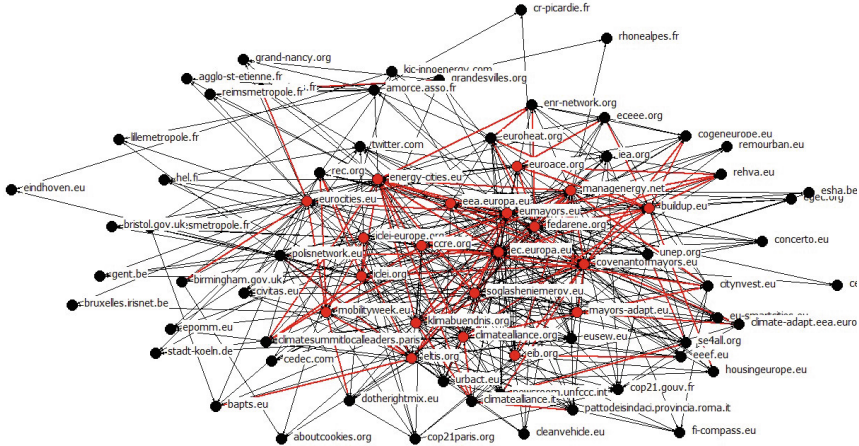 cr-picardie.fr
rhonealpes.fr
grand-nancy.org
kic-innoenergy.com
agglo-st-etienne.fr
grandesvilles.org
reimsmetropole.fr
.fr
amorce.asso.fr
enr-network.org
eceee.org
lillemetropole.fr
twitter.com
euroheat.org
cogeneurope.eu
remourban.eu
iea.org
euroace.org
rec.org
rehva.eu
hel.fi
energy-cities.eu
managenergy.net
eindhoven.eu
esha.be
egec.org
eurocities.eu
eea.europa.eu
eumayors.eu
buildup.eu
bristol.gov.uk
smetropole.fr
fedarene.org
iclei-europe.org
ccre.org
concerto.eu
polsnetwork.eu
ec.europa.eu
unep.org
covenantofmayors.eu
gent.be
birmingham.gov.uk
iclei.org
citynvest.eu
ce
civitas.eu
soglasheniemerov.eu
bruxelles.irisnet.be
mobilityweek.eu
mayors-adapt.eu
eu-smartcities.eu
climate-adapt.eea.euro
epomm.eu
klimabuendnis.org
climatesummitlocalleaders.paris
climatealliance.org
eusew.eu
se4all.org
stadt-koeln.de
eltis.org
eib.org
eeef.eu
cedec.com
housingeurope.eu
urbact.eu
newsroom.unfccc.int
cop21.gouv.fr
bapts.eu
dotherightmix.eu
climatealliance.it
pattodeisindaci.provincia.roma.it
aboutcookies.org
cop21paris.org
cleanvehicle.eu
fi-compass.eu